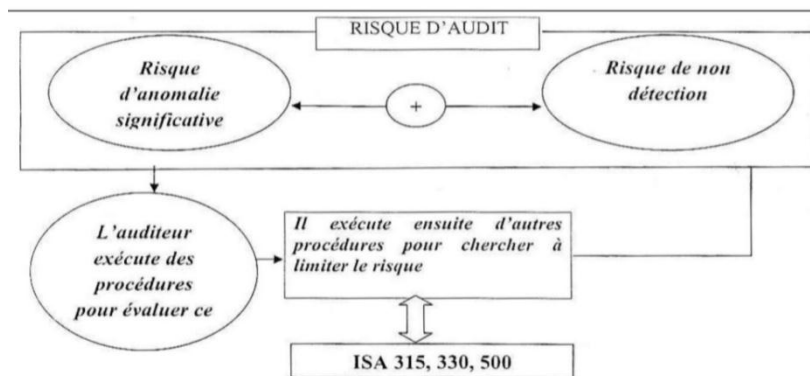 RISQUE D'AUDIT
Risque
d'anomalie
significative
+
Risque de non
détection
L'auditeur
exécute des
procédures
pour évaluer ce
Il exécute ensuite d'autres
procédures pour chercher à
limiter le risque
ISA 315, 330, 500